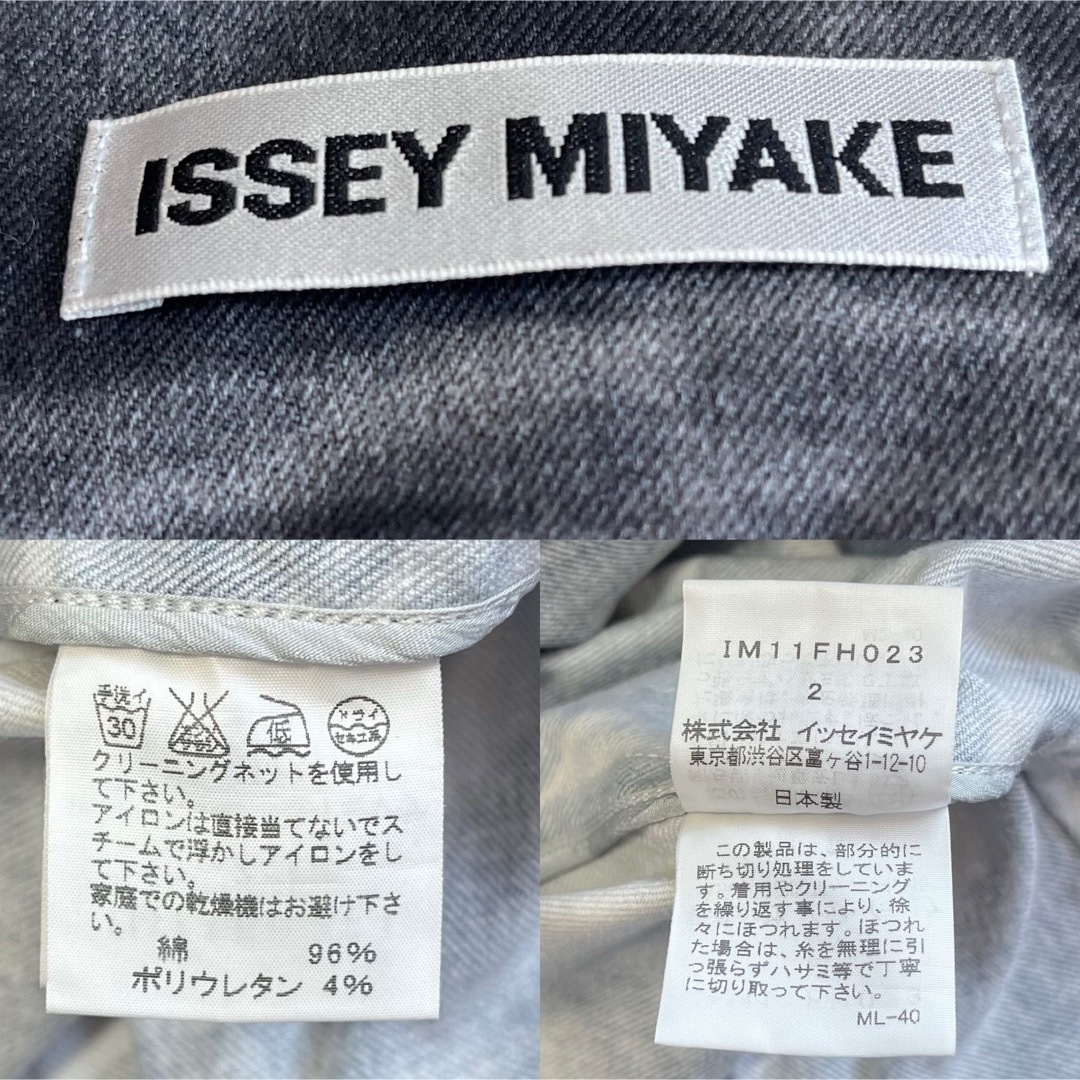 ISSEY MIYAKE
手洗イ
30
低
ドライ
セキユ系
クリーニングネットを使用し
て下さい。
アイロンは直接当てないでス
チームで浮かしアイロンをし
て下さい。
家庭での乾燥機はお避け下さ
い。
綿 96%
ポリウレタン 4%
IM11FH023
2
株式会社 イッセイミヤケ
東京都渋谷区富ヶ谷1-12-10
日本製
この製品は、部分的に
断ち切り処理をしていま
す。着用やクリーニング
を繰り返す事により、徐
々にほつれます。ほつれ
た場合は、糸を無理に引
っ張らずハサミ等で丁寧
に切り取って下さい。
ML-40